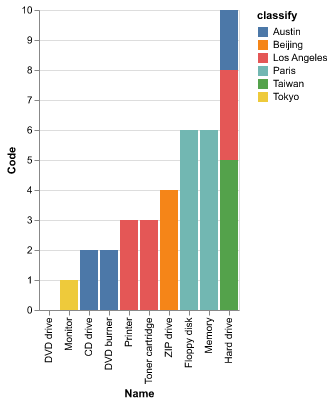 classify
Austin
Beijing
Los Angeles
Paris
Taiwan
Tokyo
Code
10
9
8
7
6
5
4
3
2
1
0
DVD drive
Monitor
CD drive
DVD burner
Printer
Toner cartridge
ZIP drive
Floppy disk
Memory
Hard drive
Name